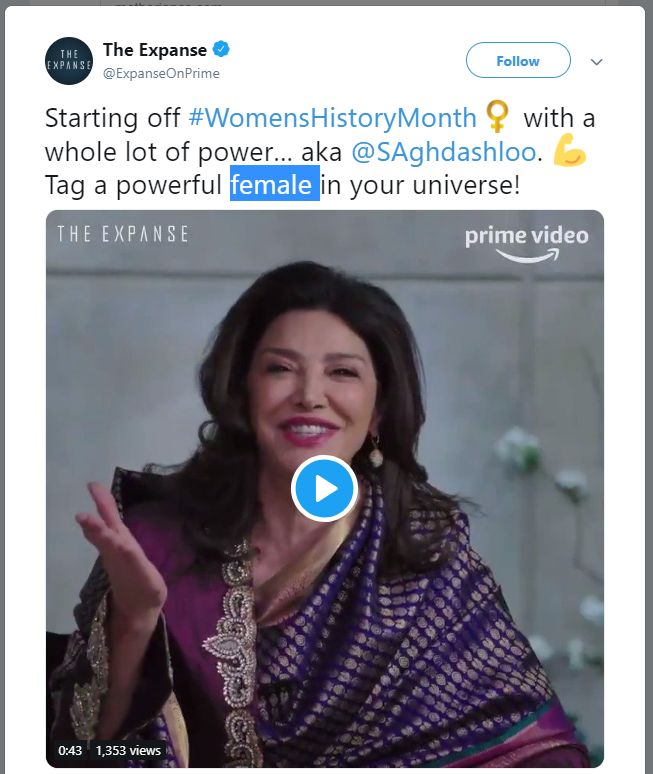 THE EXPANSE
The Expanse
@ExpanseOnPrime
Follow
Starting off #WomensHistoryMonth♀ with a
whole lot of power... aka @SAghdashloo. 💪
Tag a powerful female in your universe!
THE EXPANSE
prime video
0:43 1,353 views